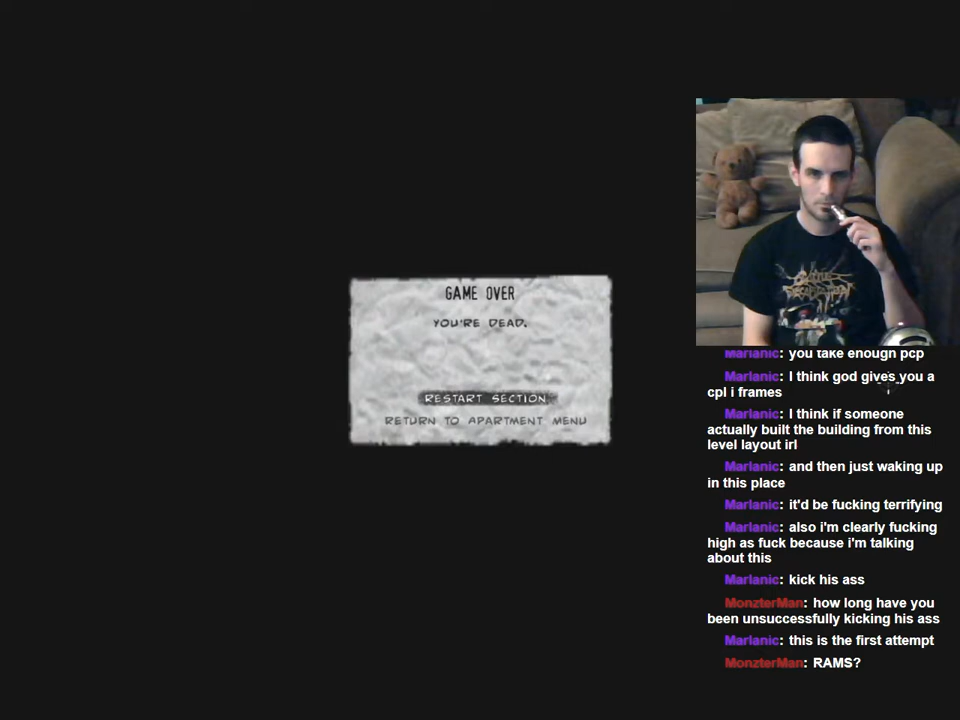 GAME OVER
YOU'RE DEAD.
RESTART SECTION
RETURN TO APARTMENT MENU
Marlanic: you take enough pcp
Marlanic: I think god gives you a
cpl i frames
Marlanic: I think if someone
actually built the building from this
level layout irl
Marlanic: and then just waking up
in this place
Marlanic: it'd be fucking terrifying
Marlanic: also i'm clearly fucking
high as fuck because i'm talking
about this
Marlanic: kick his ass
MonzterMan: how long have you
been unsuccessfully kicking his ass
Marlanic: this is the first attempt
MonzterMan: RAMS?